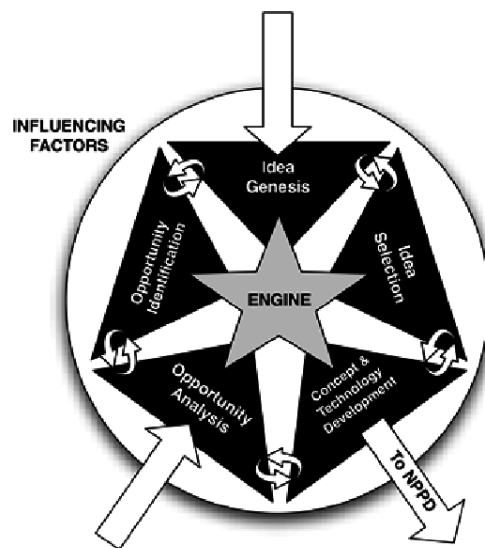 INFLUENCING
FACTORS
Idea
Genesis
Opportunity
Identification
Idea
Selection
ENGINE
Opportunity
Analysis
Concept &
Technology
Development
To NPPD